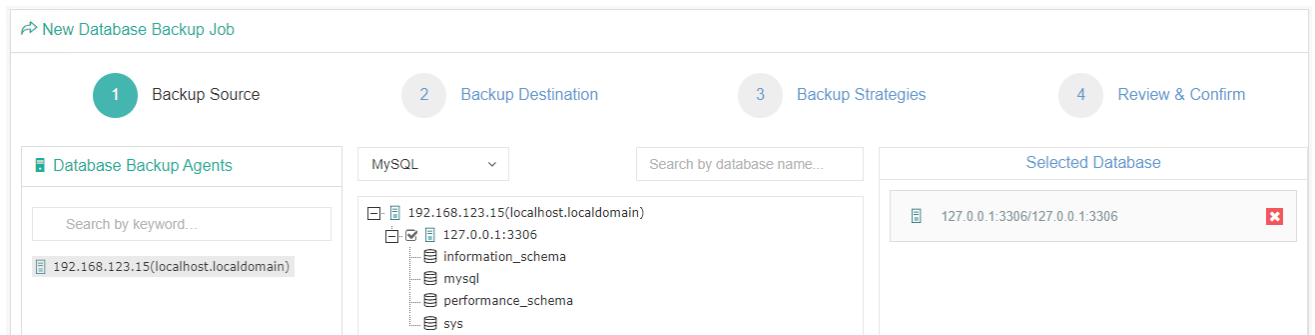 New Database Backup Job
1 Backup Source
2 Backup Destination
3 Backup Strategies
4 Review & Confirm
Database Backup Agents
Search by keyword...
192.168.123.15(localhost.localdomain)
MySQL
Search by database name...
192.168.123.15(localhost.localdomain)
127.0.0.1:3306
information_schema
mysql
performance_schema
sys
Selected Database
127.0.0.1:3306/127.0.0.1:3306